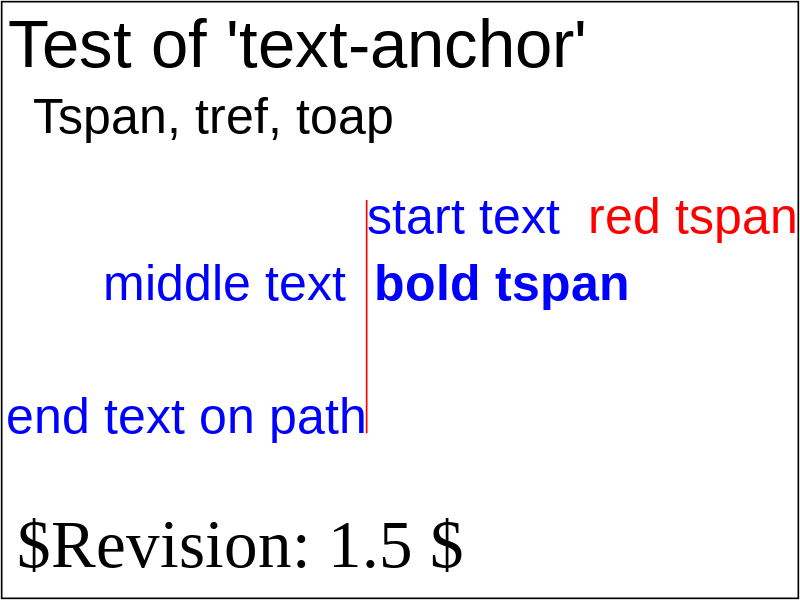 Test of 'text-anchor'
Tspan, tref, toap
start text red tspan
middle text bold tspan
end text on path
$Revision: 1.5 $